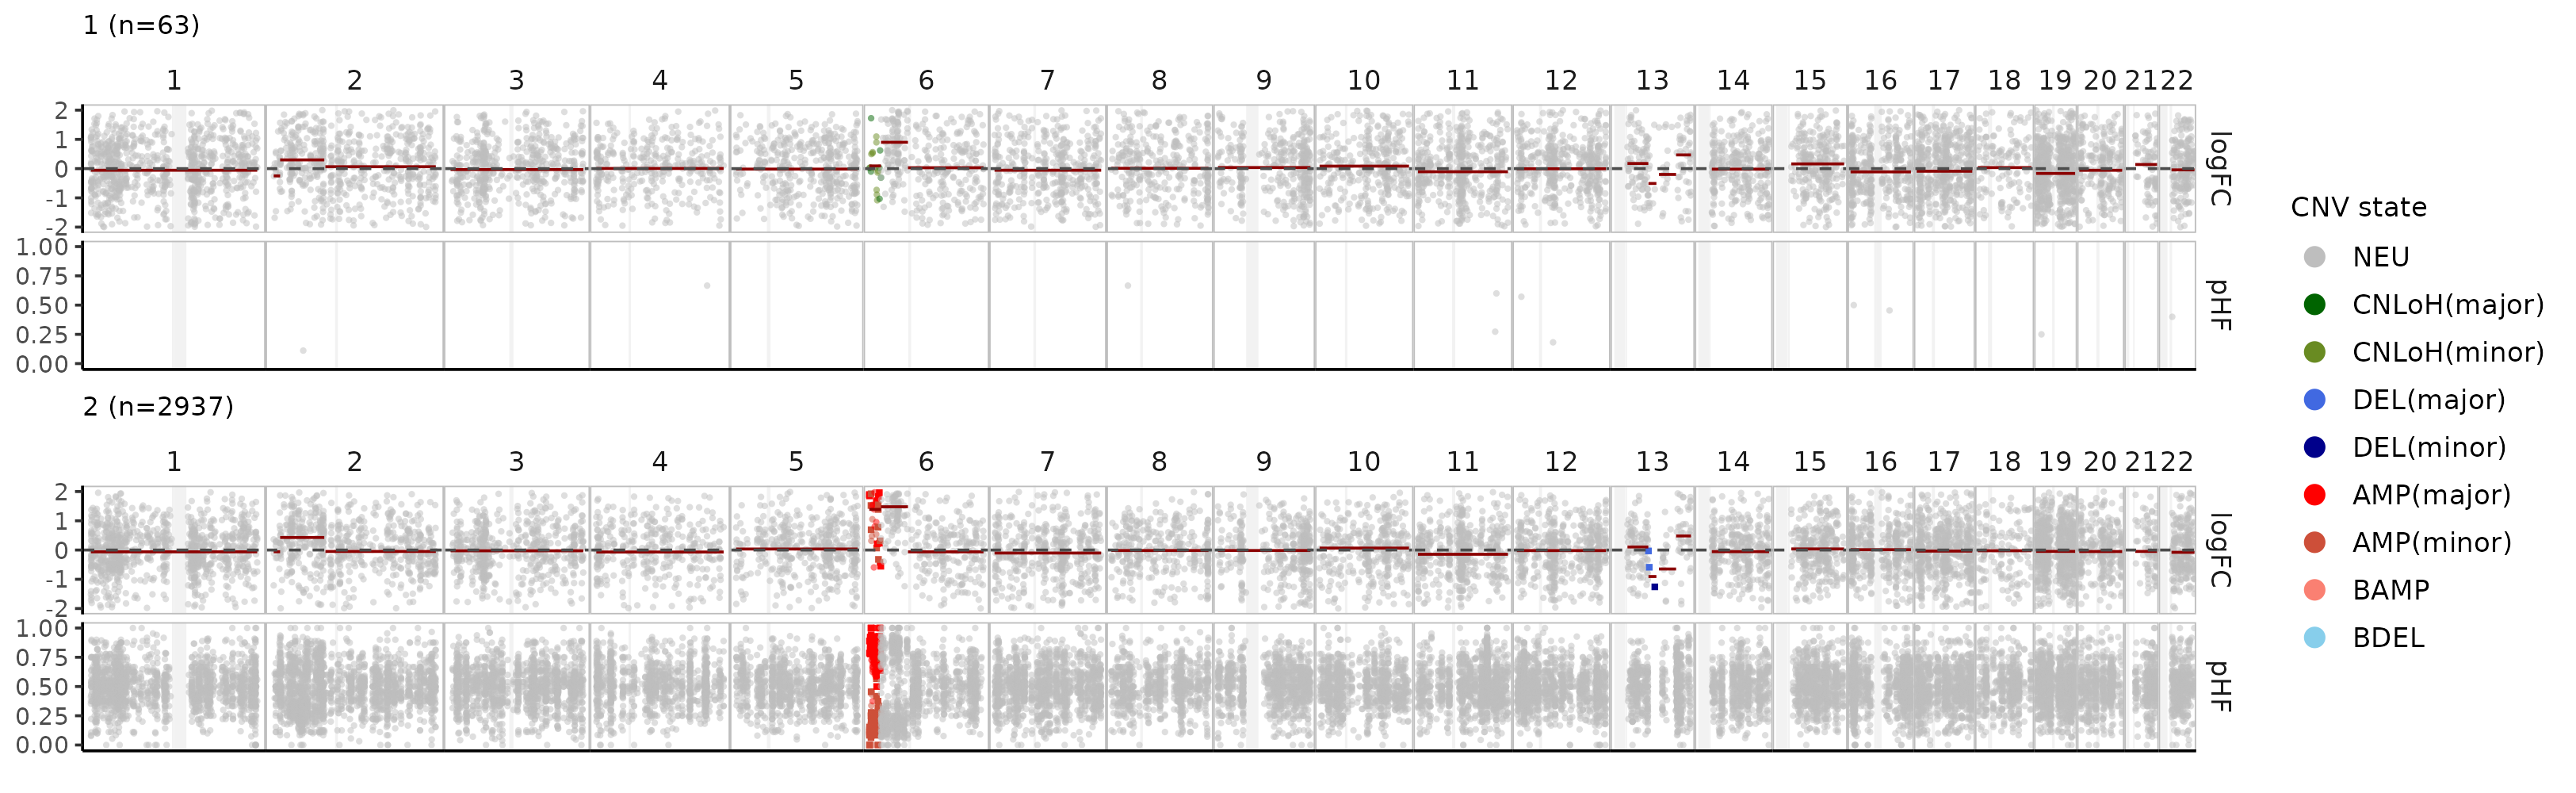 1 (n=63)
1 2 3 4 5 6 7 8 9 10 11 12 13 14 15 16 17 18 19 20 21 22
2
1
0
-1
-2
logFC
1.00
0.75
0.50
0.25
0.00
pHF
2 (n=2937)
1 2 3 4 5 6 7 8 9 10 11 12 13 14 15 16 17 18 19 20 21 22
2
1
0
-1
-2
logFC
1.00
0.75
0.50
0.25
0.00
pHF
CNV state
NEU
CNLoH(major)
CNLoH(minor)
DEL(major)
DEL(minor)
AMP(major)
AMP(minor)
BAMP
BDEL